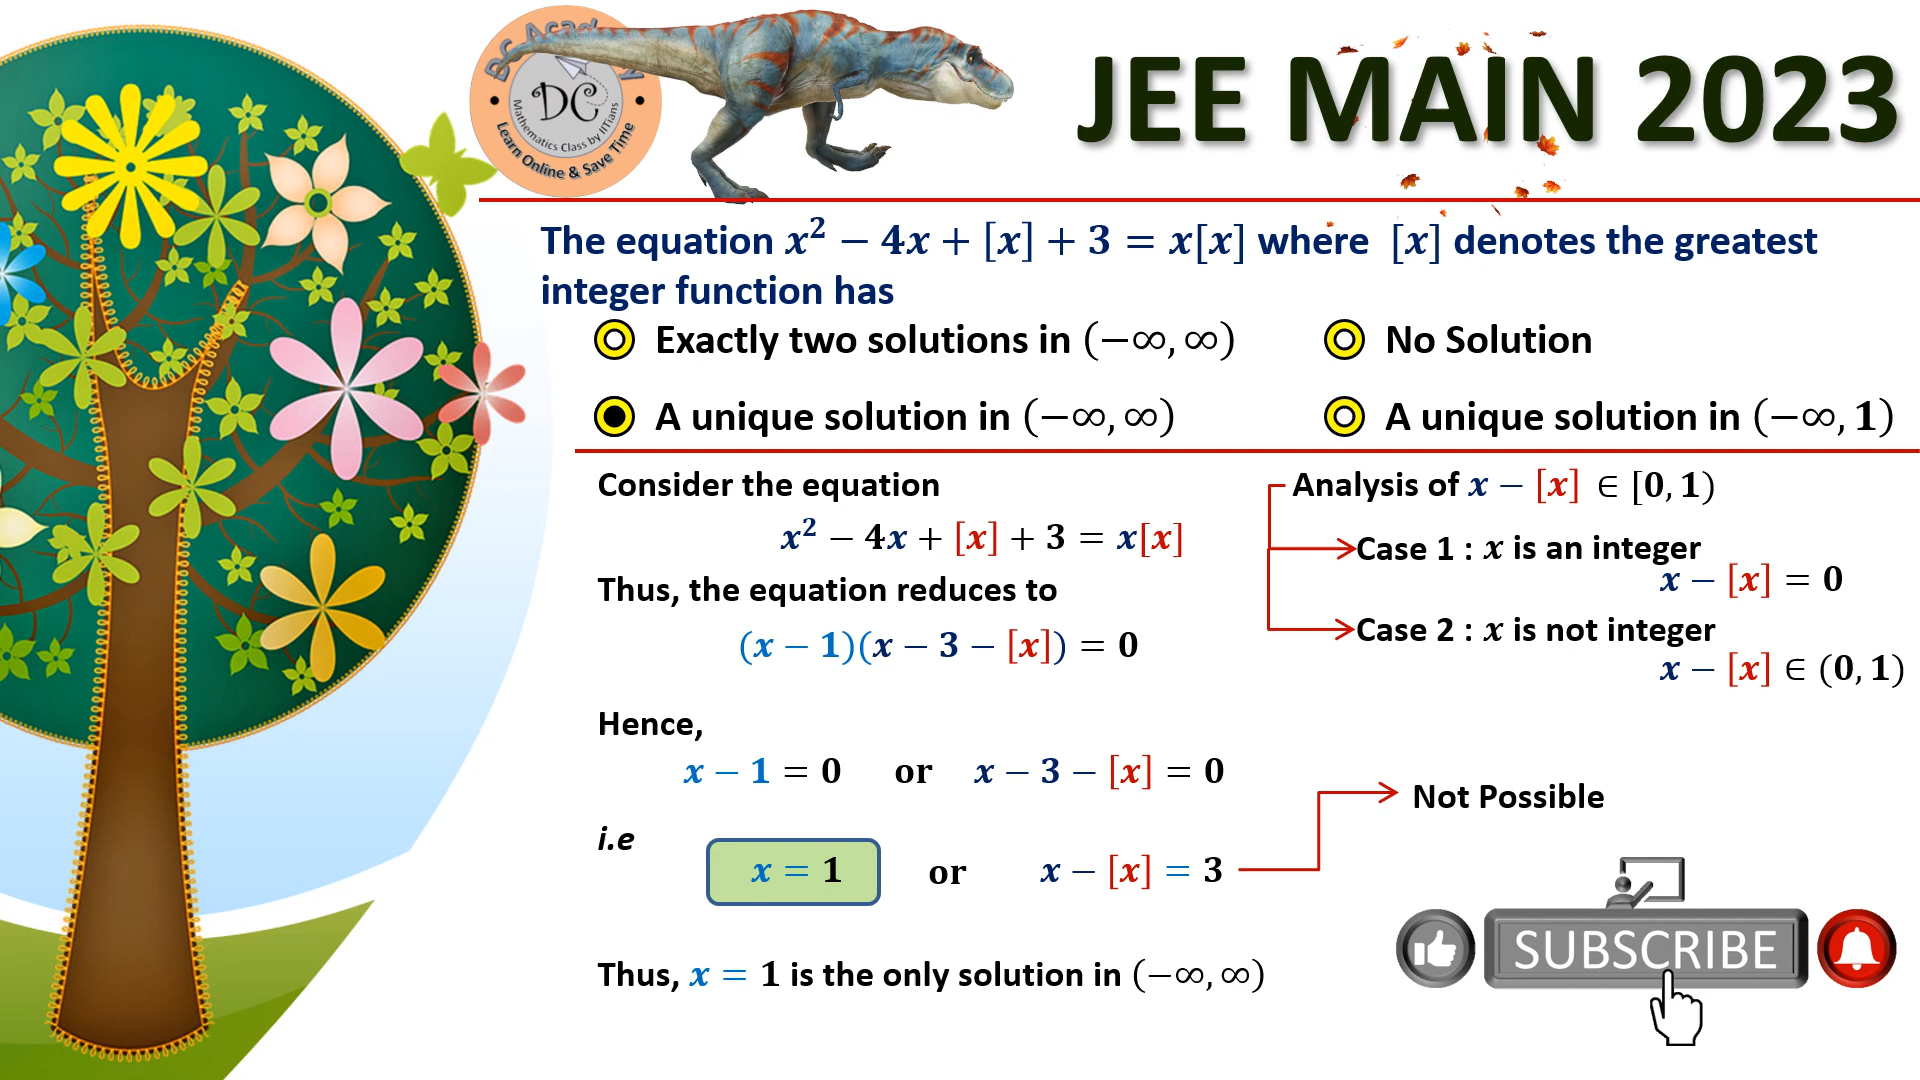 DC Mathematics Class by IITians
Learn Online & Save Time
JEE MAIN 2023
The equation x² − 4x + [x] + 3 = x[x] where [x] denotes the greatest
integer function has
Exactly two solutions in (−∞, ∞)
No Solution
A unique solution in (−∞, ∞)
A unique solution in (−∞, 1)
Consider the equation
x² − 4x + [x] + 3 = x[x]
Thus, the equation reduces to
(x − 1)(x − 3 − [x]) = 0
Hence,
x − 1 = 0 or x − 3 − [x] = 0
i.e
x = 1 or x − [x] = 3
Not Possible
Thus, x = 1 is the only solution in (−∞, ∞)
Analysis of x − [x] ∈ [0, 1)
Case 1 : x is an integer
x − [x] = 0
Case 2 : x is not integer
x − [x] ∈ (0, 1)
SUBSCRIBE